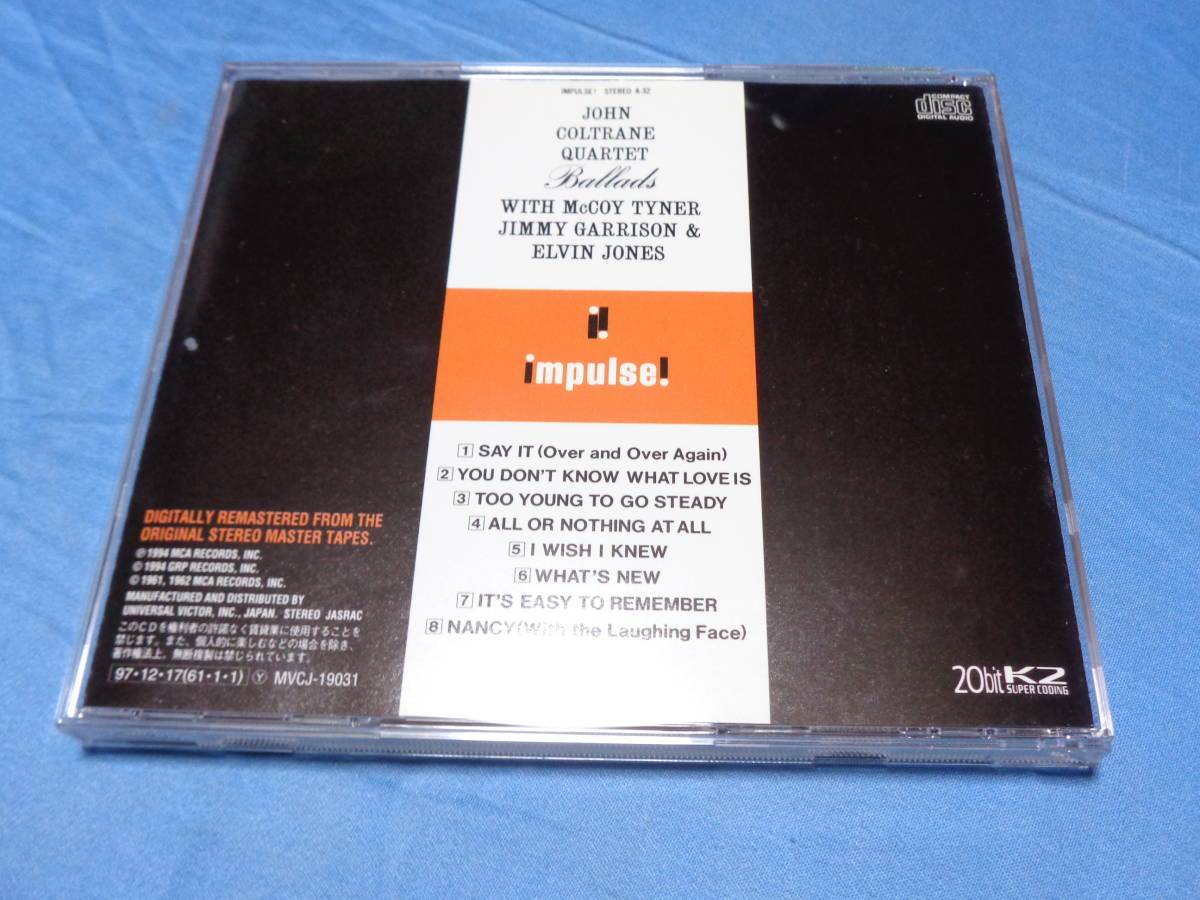 IMPULSE! STEREO A-32
JOHN
COLTRANE
QUARTET
Ballads
WITH McCOY TYNER
JIMMY GARRISON &
ELVIN JONES
COMPACT
disc
DIGITAL AUDIO
impulse!
1 SAY IT (Over and Over Again)
2 YOU DON'T KNOW WHAT LOVE IS
3 TOO YOUNG TO GO STEADY
4 ALL OR NOTHING AT ALL
5 I WISH I KNEW
6 WHAT'S NEW
7 IT'S EASY TO REMEMBER
8 NANCY (With the Laughing Face)
DIGITALLY REMASTERED FROM THE
ORIGINAL STEREO MASTER TAPES.
℗ 1994 MCA RECORDS, INC.
© 1994 GRP RECORDS, INC.
© 1961, 1962 MCA RECORDS, INC.
MANUFACTURED AND DISTRIBUTED BY
UNIVERSAL VICTOR, INC., JAPAN. STEREO JASRAC
このCDを権利者の許諾なく賃貸業に使用することを
禁じます。また、個人的に楽しむなどの場合を除き、
著作権法上、無断複製は禁じられています。
97・12・17(61・1・1) Ⓨ MVCJ-19031
20bit K2
SUPER CODING